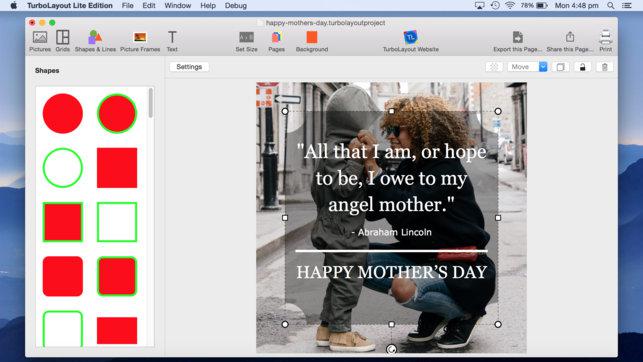 TurboLayout Lite Edition File Edit Window Help Debug 78% Mon 4:48 pm
happy-mothers-day.turbolayoutproject
Pictures Grids Shapes & Lines Picture Frames Text Set Size Pages Background TurboLayout Website Export this Page... Share this Page... Print
Shapes
Settings
Move
"All that I am, or hope
to be, I owe to my
angel mother."
- Abraham Lincoln
HAPPY MOTHER'S DAY